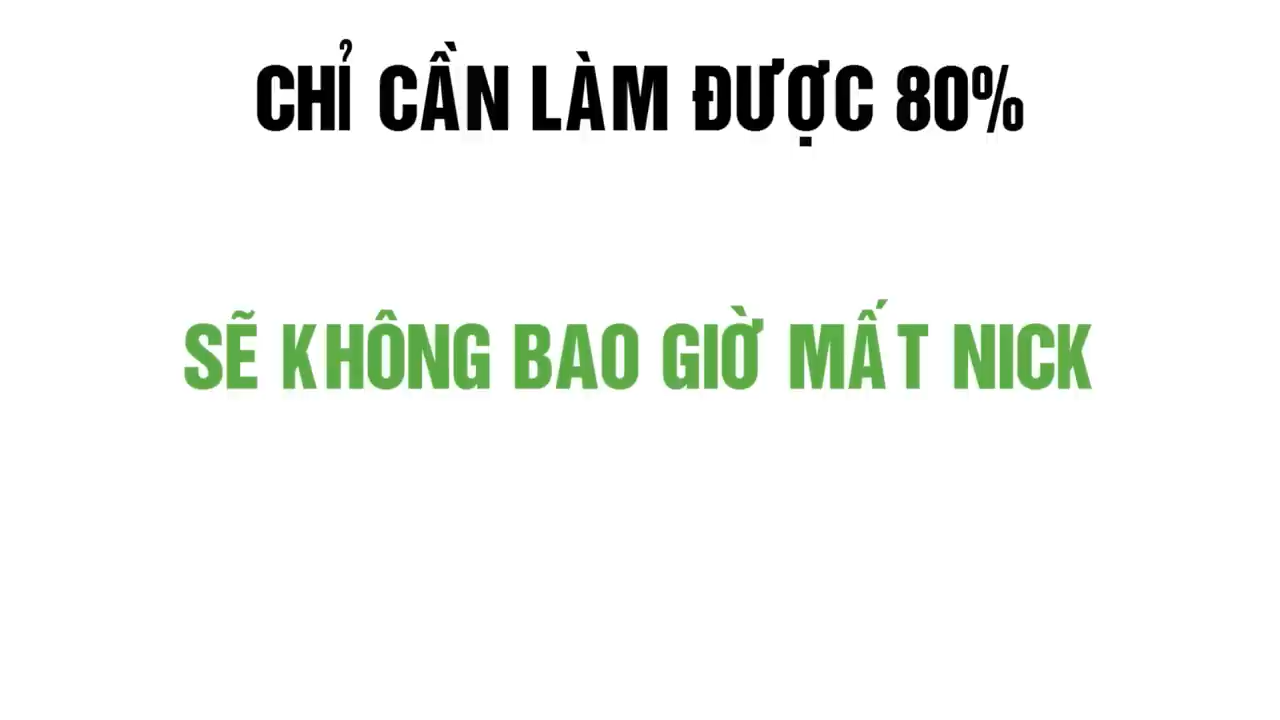 CHỈ CẦN LÀM ĐƯỢC 80%
SẼ KHÔNG BAO GIỜ MẤT NICK